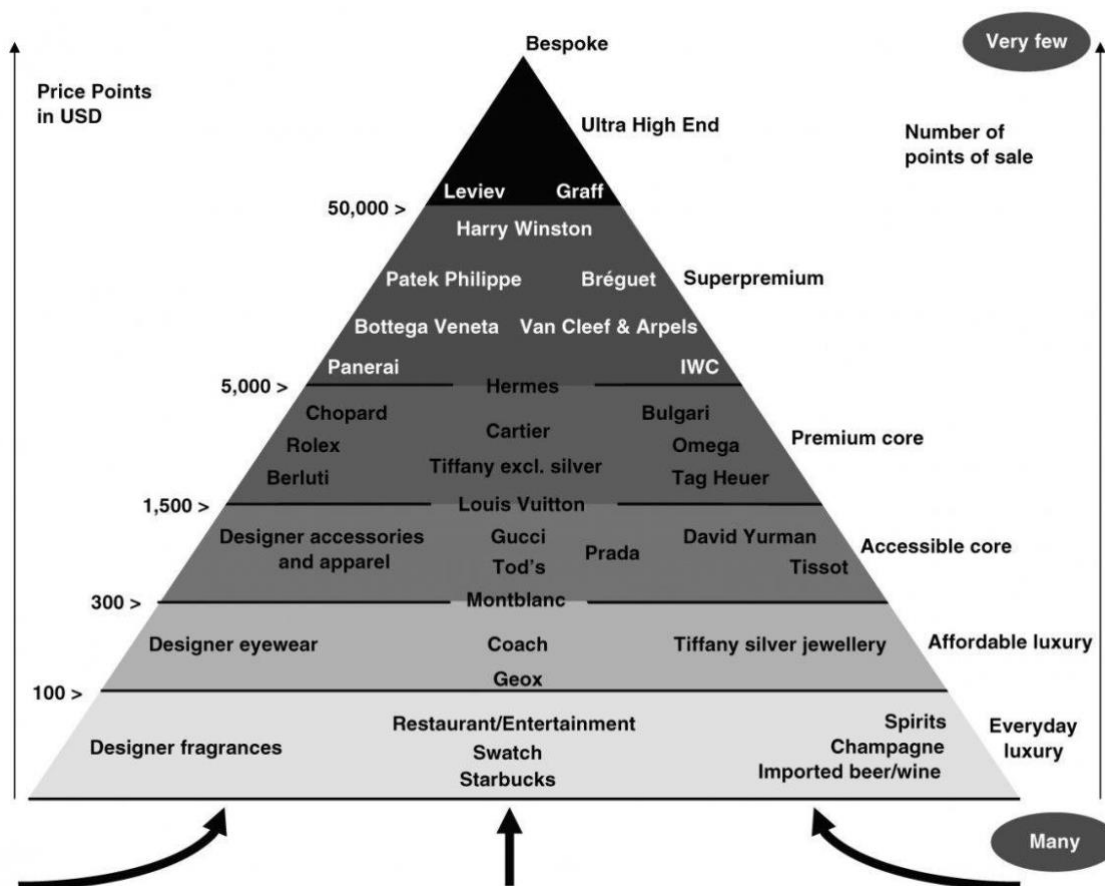 Bespoke
Very few
Price Points
in USD
Ultra High End
Number of
points of sale
Leviev Graff
50,000 >
Harry Winston
Patek Philippe Bréguet Superpremium
Bottega Veneta Van Cleef & Arpels
Panerai IWC
5,000 > Hermes
Chopard Bulgari
Cartier Premium core
Rolex Omega
Tiffany excl. silver
Berluti Tag Heuer
1,500 > Louis Vuitton
Designer accessories
and apparel
Gucci
Tod's
Prada
David Yurman
Tissot
Accessible core
300 > Montblanc
Designer eyewear Coach Tiffany silver jewellery Affordable luxury
Geox
100 >
Designer fragrances
Restaurant/Entertainment
Swatch
Starbucks
Spirits
Champagne
Imported beer/wine
Everyday
luxury
Many